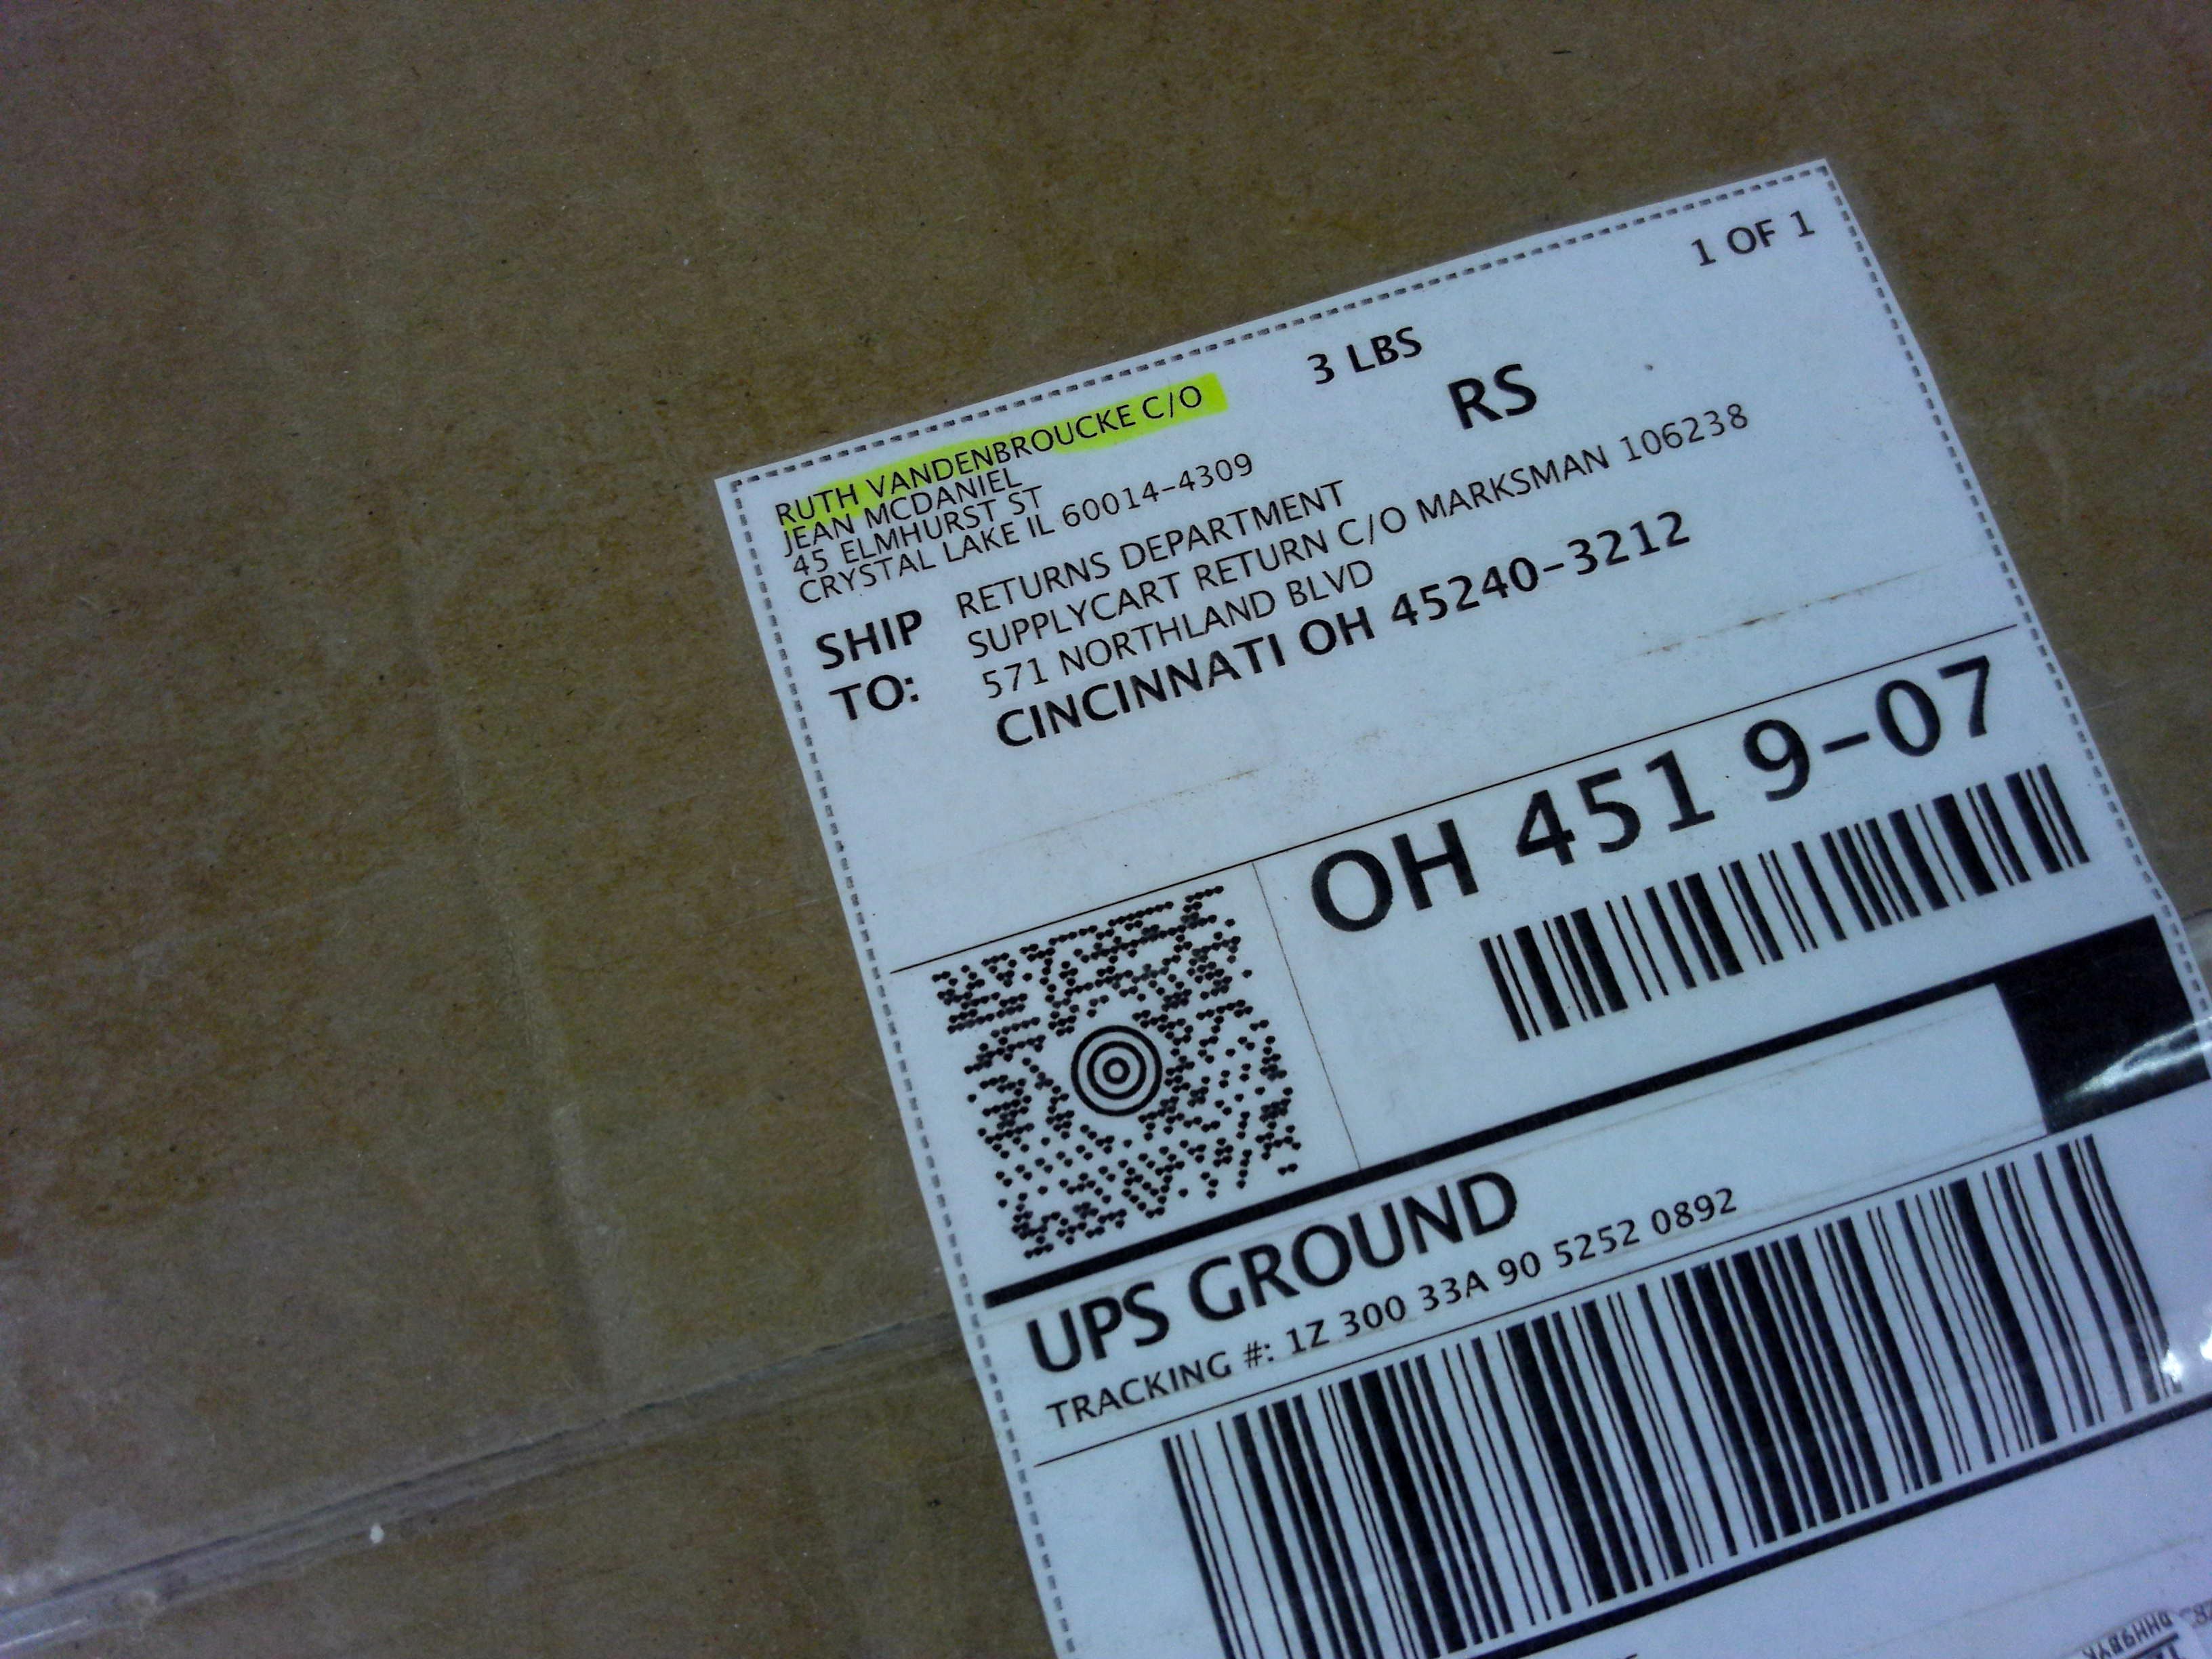 1 OF 1
3 LBS
RS
RUTH VANDENBROUCKE C/O
JEAN MCDANIEL
45 ELMHURST ST
CRYSTAL LAKE IL 60014-4309
SHIP TO:
RETURNS DEPARTMENT
SUPPLYCART RETURN C/O MARKSMAN 106238
571 NORTHLAND BLVD
CINCINNATI OH 45240-3212
OH 451 9-07
UPS GROUND
TRACKING #: 1Z 300 33A 90 5252 0892